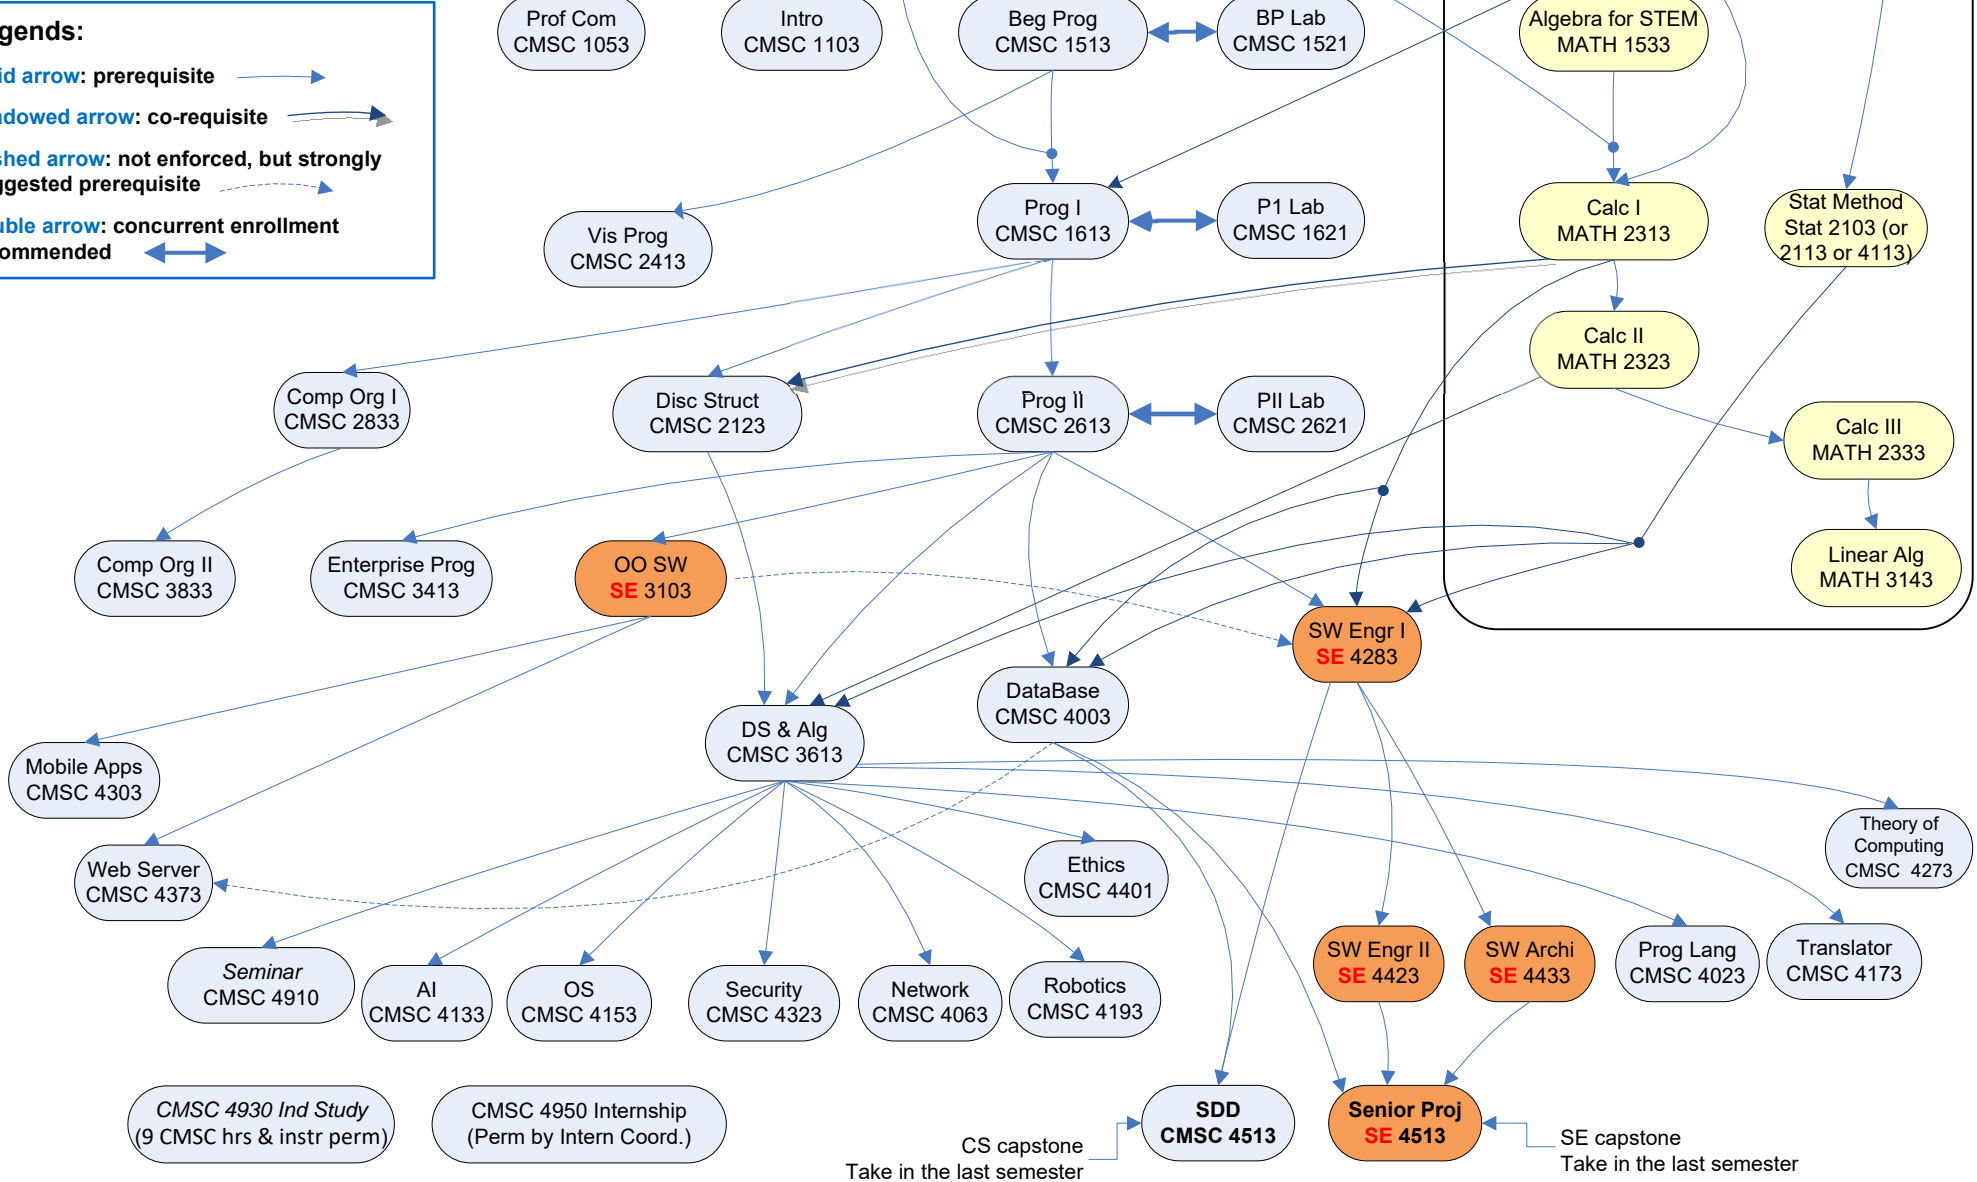 gends:
id arrow: prerequisite
adowed arrow: co-requisite
shed arrow: not enforced, but strongly
ggested prerequisite
uble arrow: concurrent enrollment
commended
Prof Com
CMSC 1053
Intro
CMSC 1103
Beg Prog
CMSC 1513
BP Lab
CMSC 1521
Algebra for STEM
MATH 1533
Vis Prog
CMSC 2413
Prog I
CMSC 1613
P1 Lab
CMSC 1621
Calc I
MATH 2313
Stat Method
Stat 2103 (or
2113 or 4113)
Calc II
MATH 2323
Comp Org I
CMSC 2833
Disc Struct
CMSC 2123
Prog II
CMSC 2613
PII Lab
CMSC 2621
Calc III
MATH 2333
Comp Org II
CMSC 3833
Enterprise Prog
CMSC 3413
OO SW
SE 3103
Linear Alg
MATH 3143
SW Engr I
SE 4283
DataBase
CMSC 4003
DS & Alg
CMSC 3613
Mobile Apps
CMSC 4303
Web Server
CMSC 4373
Ethics
CMSC 4401
Theory of
Computing
CMSC 4273
Seminar
CMSC 4910
AI
CMSC 4133
OS
CMSC 4153
Security
CMSC 4323
Network
CMSC 4063
Robotics
CMSC 4193
SW Engr II
SE 4423
SW Archi
SE 4433
Prog Lang
CMSC 4023
Translator
CMSC 4173
CMSC 4930 Ind Study
(9 CMSC hrs & instr perm)
CMSC 4950 Internship
(Perm by Intern Coord.)
CS capstone
Take in the last semester
SDD
CMSC 4513
Senior Proj
SE 4513
SE capstone
Take in the last semester